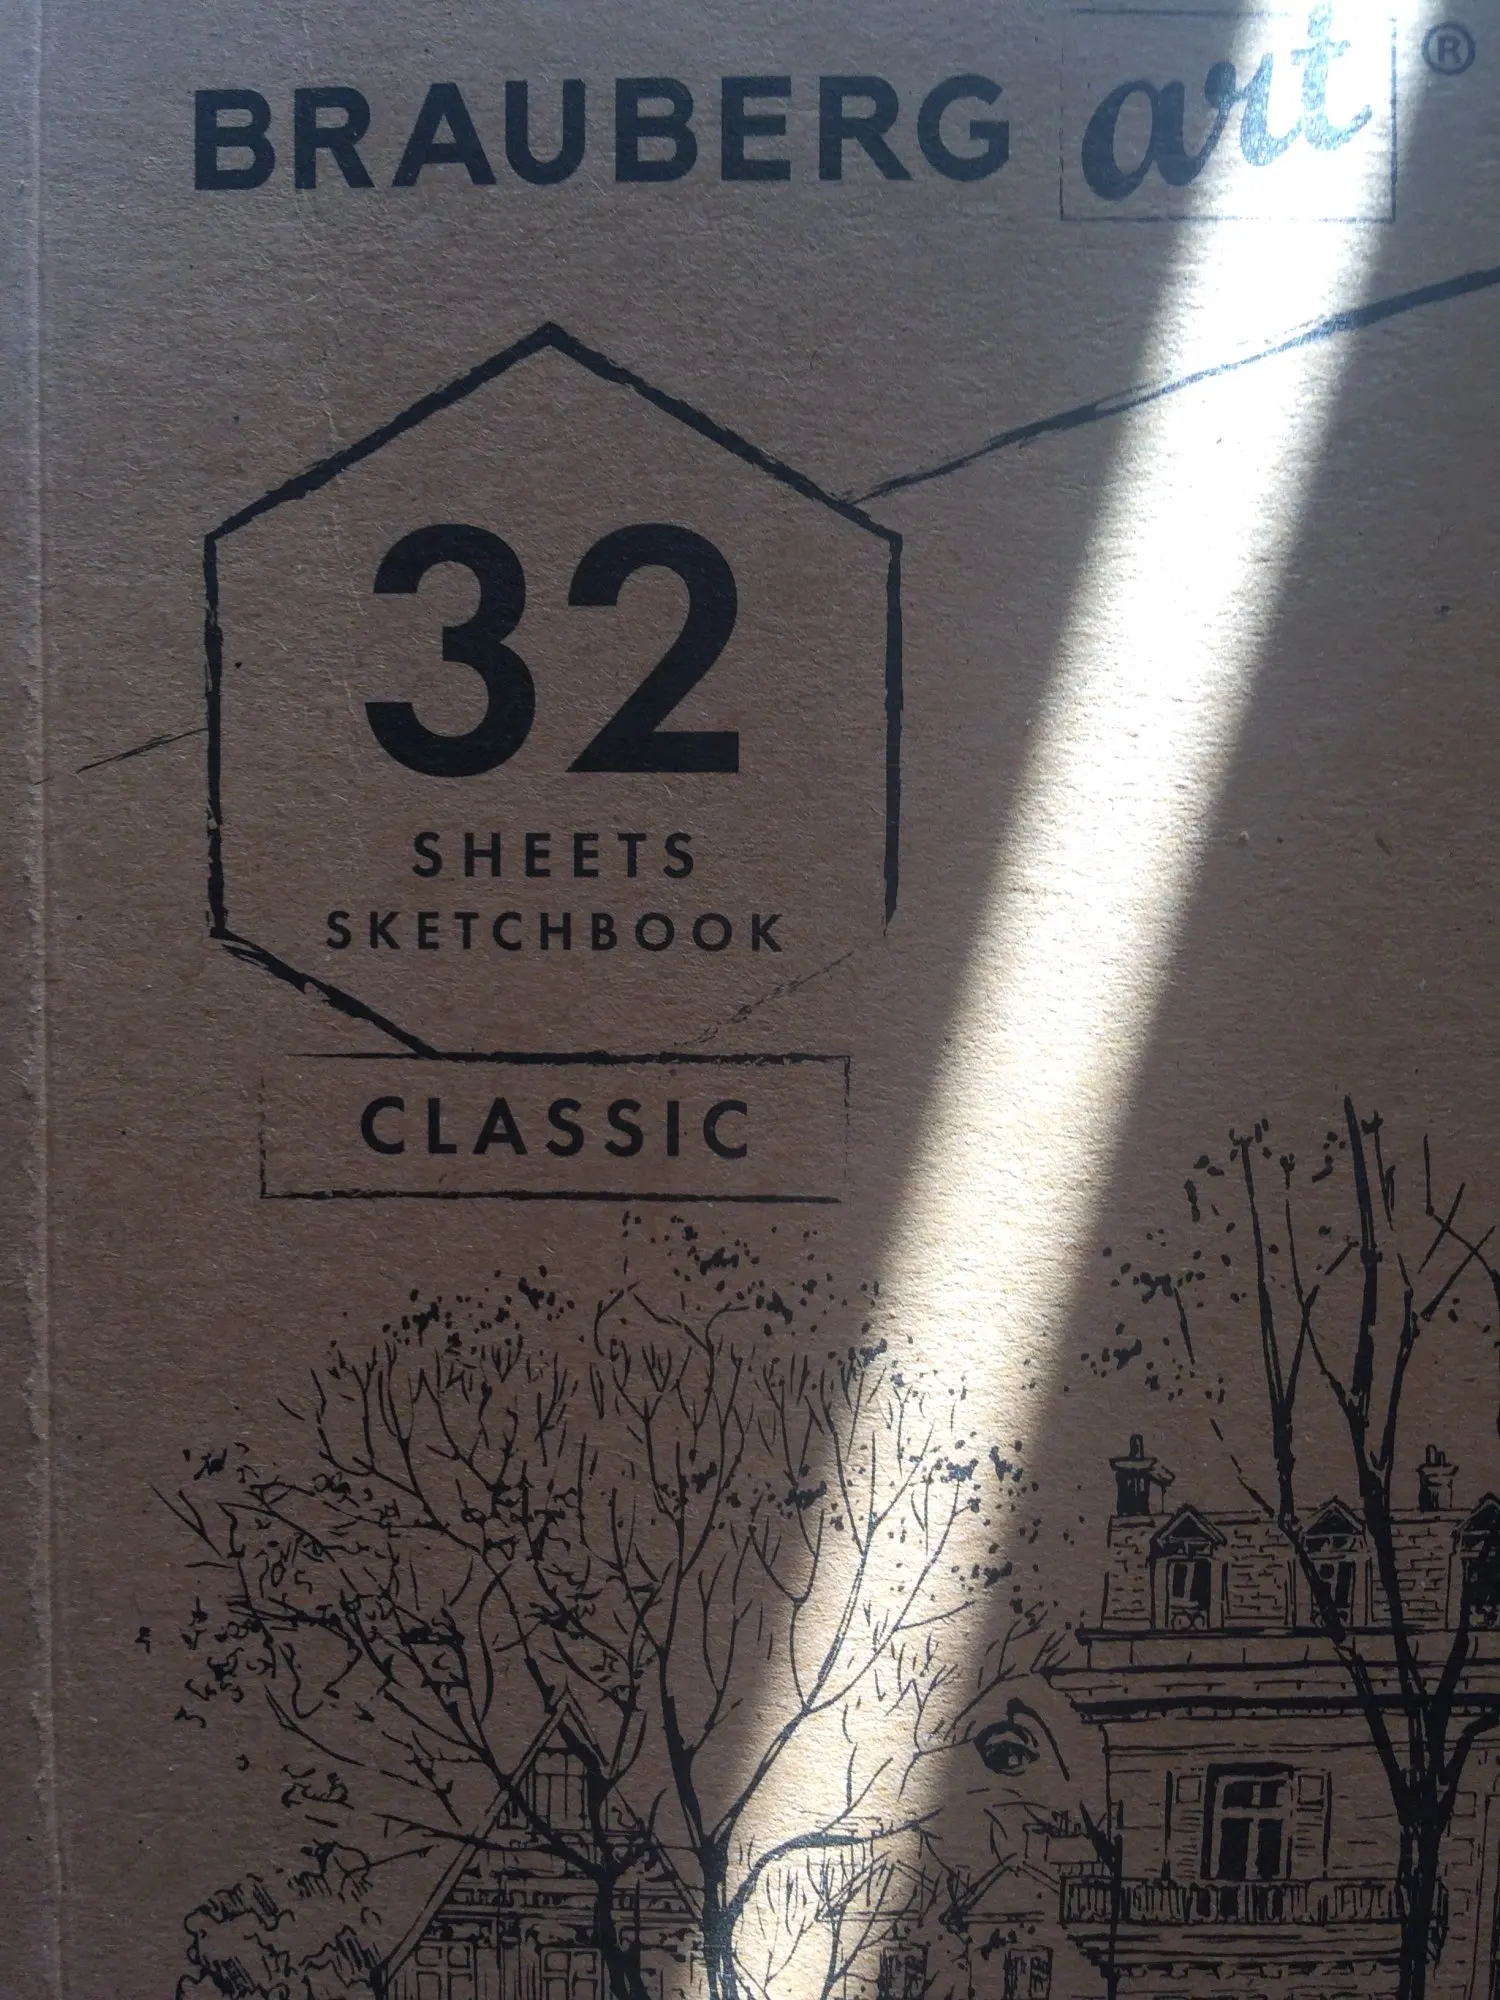 BRAUBERG art ®
32
SHEETS
SKETCHBOOK
CLASSIC